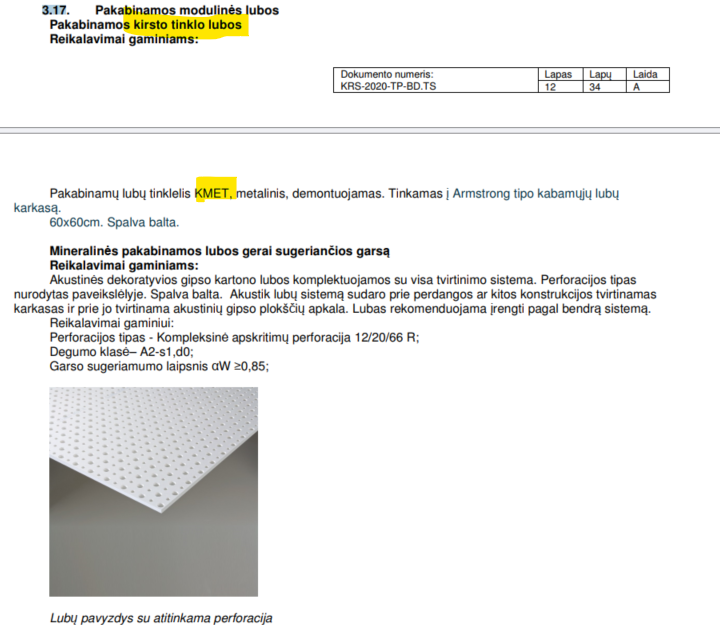 3.17. Pakabinamos modulinės lubos
Pakabinamos kirsto tinklo lubos
Reikalavimai gaminiams:
Dokumento numeris: Lapas Lapų Laida
KRS-2020-TP-BD.TS 12 34 A
Pakabinamų lubų tinklelis KMET, metalinis, demontuojamas. Tinkamas į Armstrong tipo kabamųjų lubų
karkasą.
60x60cm. Spalva balta.
Mineralinės pakabinamos lubos gerai sugeriančios garsą
Reikalavimai gaminiams:
Akustinės dekoratyvios gipso kartono lubos komplektuojamos su visa tvirtinimo sistema. Perforacijos tipas
nurodytas paveikslėlyje. Spalva balta. Akustik lubų sistemą sudaro prie perdangos ar kitos konstrukcijos tvirtinamas
karkasas ir prie jo tvirtinama akustinių gipso plokščių apkala. Lubas rekomenduojama įrengti pagal bendrą sistemą.
Reikalavimai gaminiui:
Perforacijos tipas - Kompleksinė apskritimų perforacija 12/20/66 R;
Degumo klasė– A2-s1,d0;
Garso sugeriamumo laipsnis αW ≥0,85;
Lubų pavyzdys su atitinkama perforacija